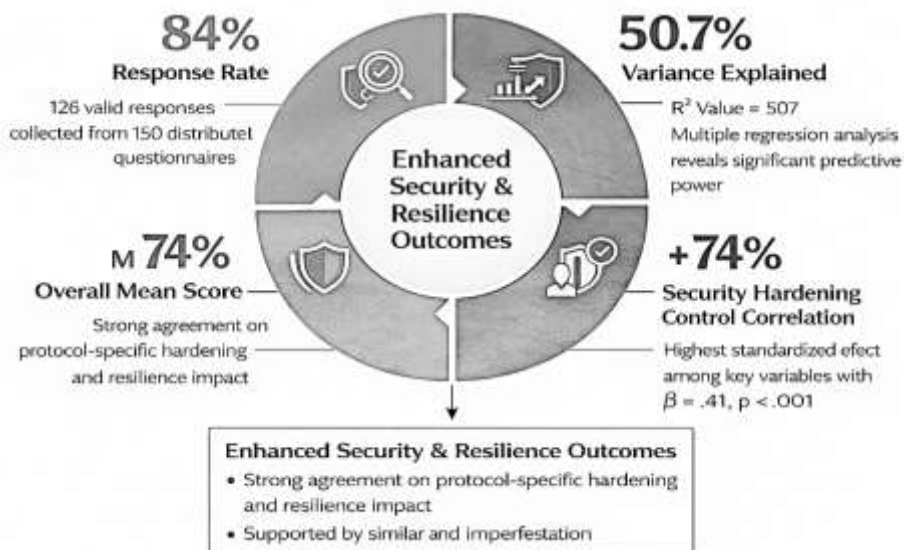 84%
Response Rate
126 valid responses
collected from 150 distributet
questionnaires
50.7%
Variance Explained
R² Value = 507
Multiple regression analysis
reveals significant predictive
power
Enhanced
Security &
Resilience
Outcomes
M 74%
Overall Mean Score
Strong agreement on
protocol-specific hardening
and resilience impact
+74%
Security Hardening
Control Correlation
Highest standardized efect
among key variables with
β = .41, p < .001
Enhanced Security & Resilience Outcomes
• Strong agreement on protocol-specific hardening
and resilience impact
• Supported by similar and imperfestation